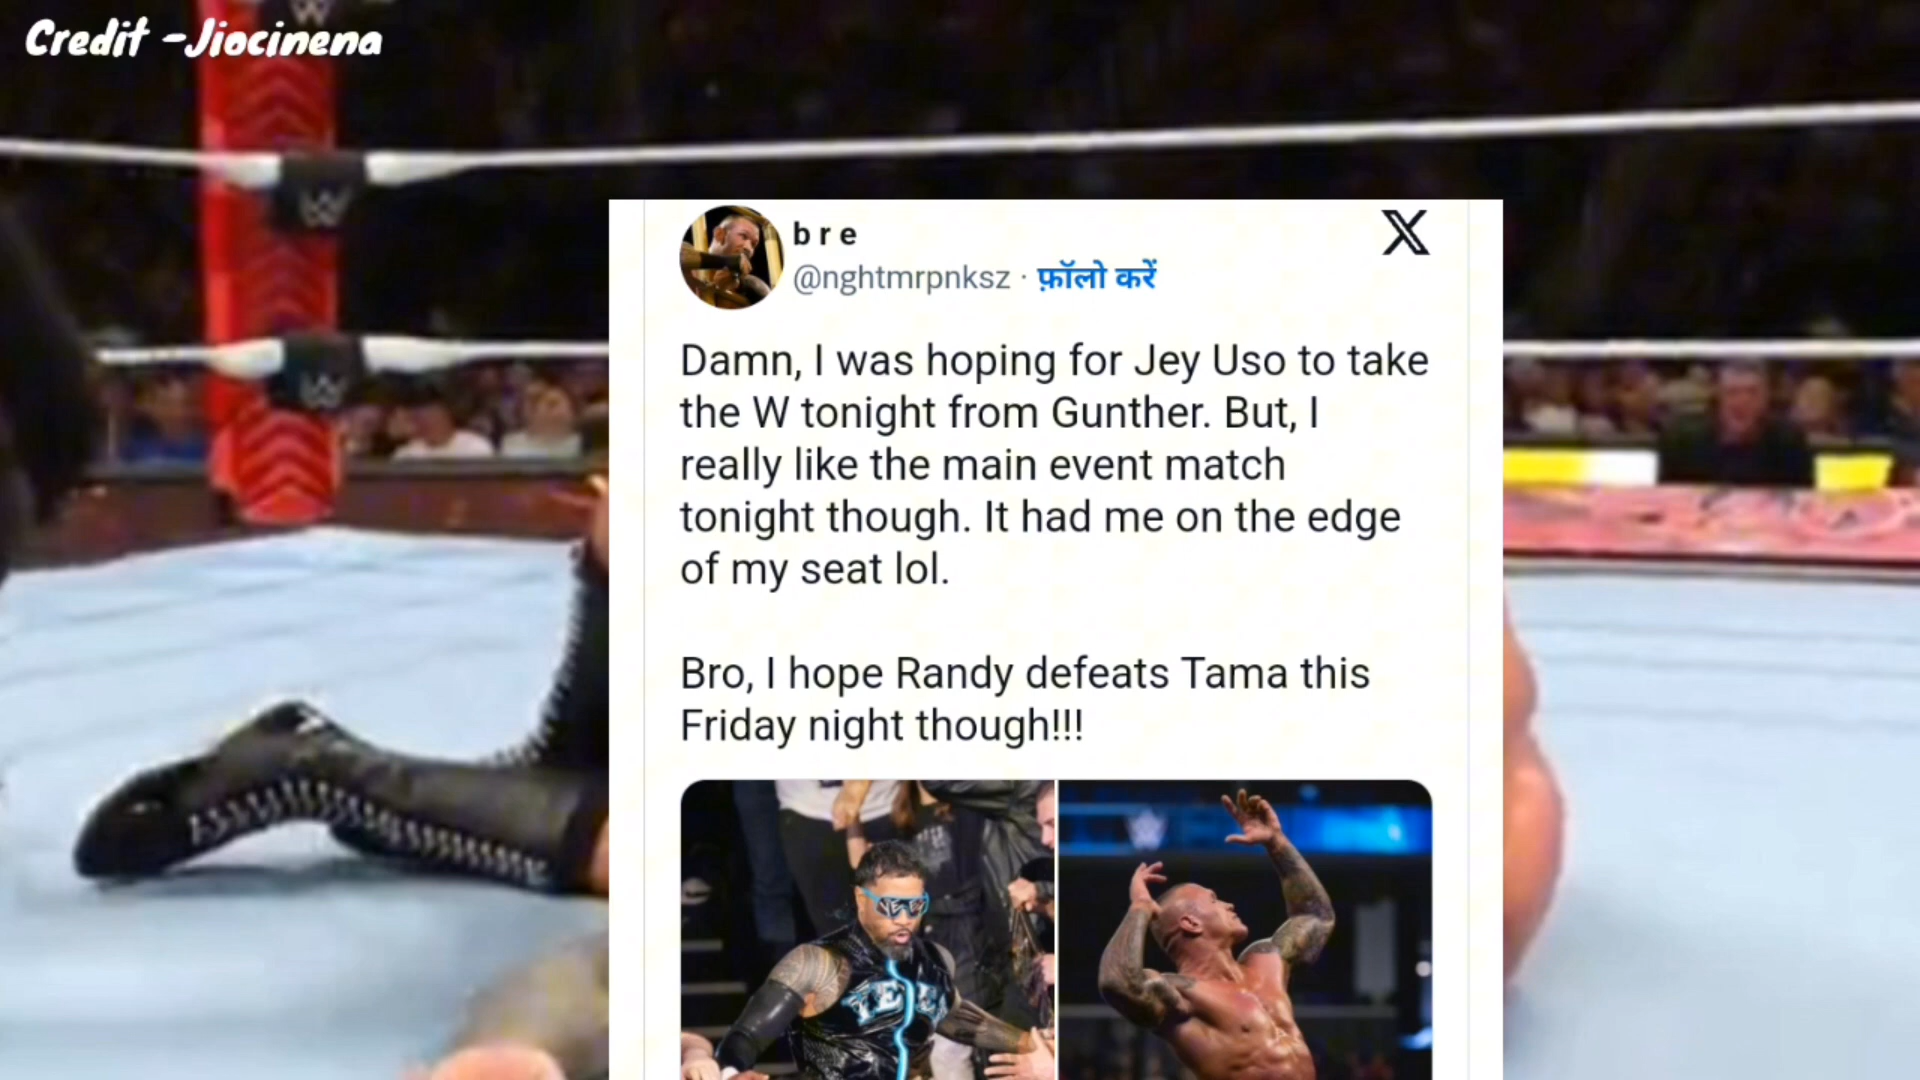 Credit -Jiocinena
b r e
@nghtmrpnksz · फ़ॉलो करें
Damn, I was hoping for Jey Uso to take
the W tonight from Gunther. But, I
really like the main event match
tonight though. It had me on the edge
of my seat lol.
Bro, I hope Randy defeats Tama this
Friday night though!!!